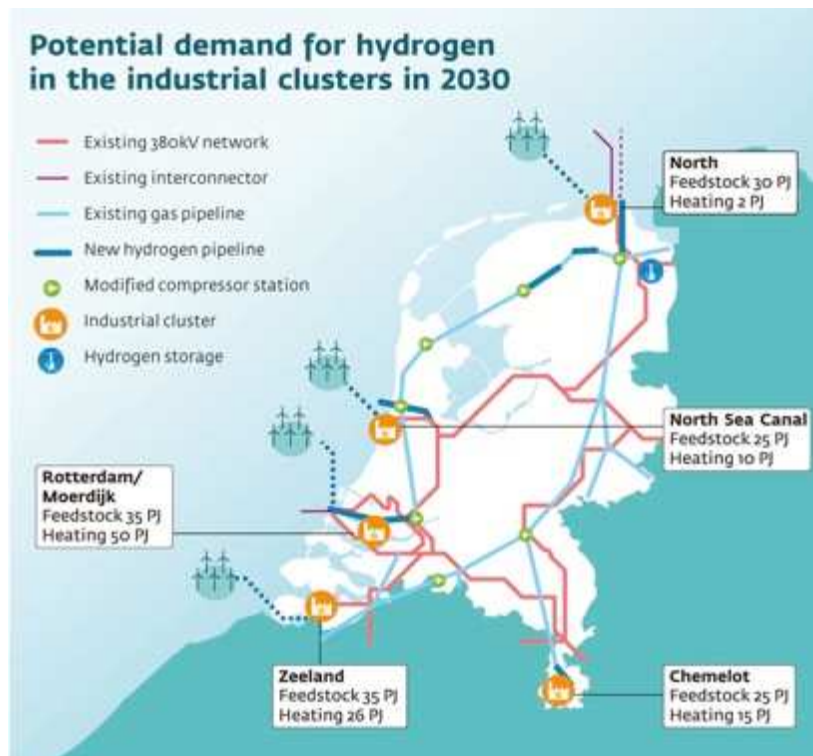 Potential demand for hydrogen
in the industrial clusters in 2030
Existing 380kV network
Existing interconnector
Existing gas pipeline
New hydrogen pipeline
Modified compressor station
Industrial cluster
Hydrogen storage
North
Feedstock 30 PJ
Heating 2 PJ
North Sea Canal
Feedstock 25 PJ
Heating 10 PJ
Rotterdam/
Moerdijk
Feedstock 35 PJ
Heating 50 PJ
Zeeland
Feedstock 35 PJ
Heating 26 PJ
Chemelot
Feedstock 25 PJ
Heating 15 PJ